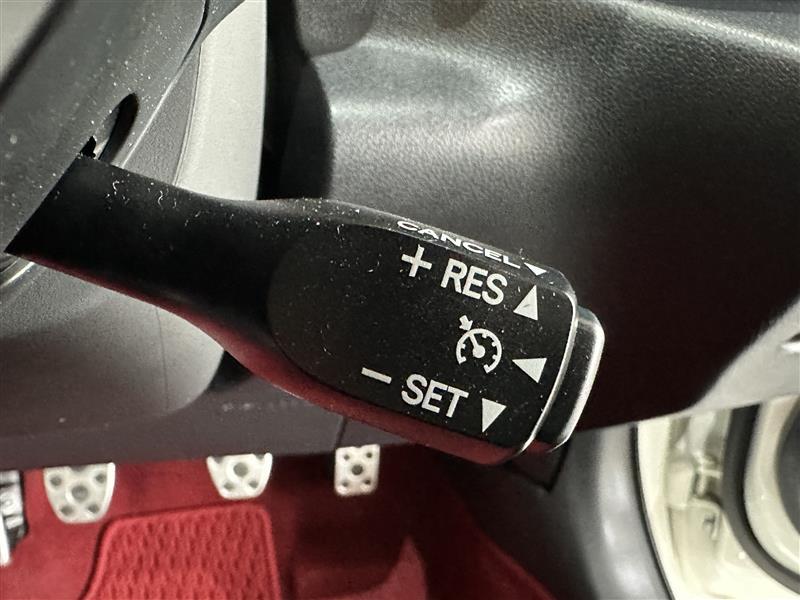 CANCEL
+ RES
- SET